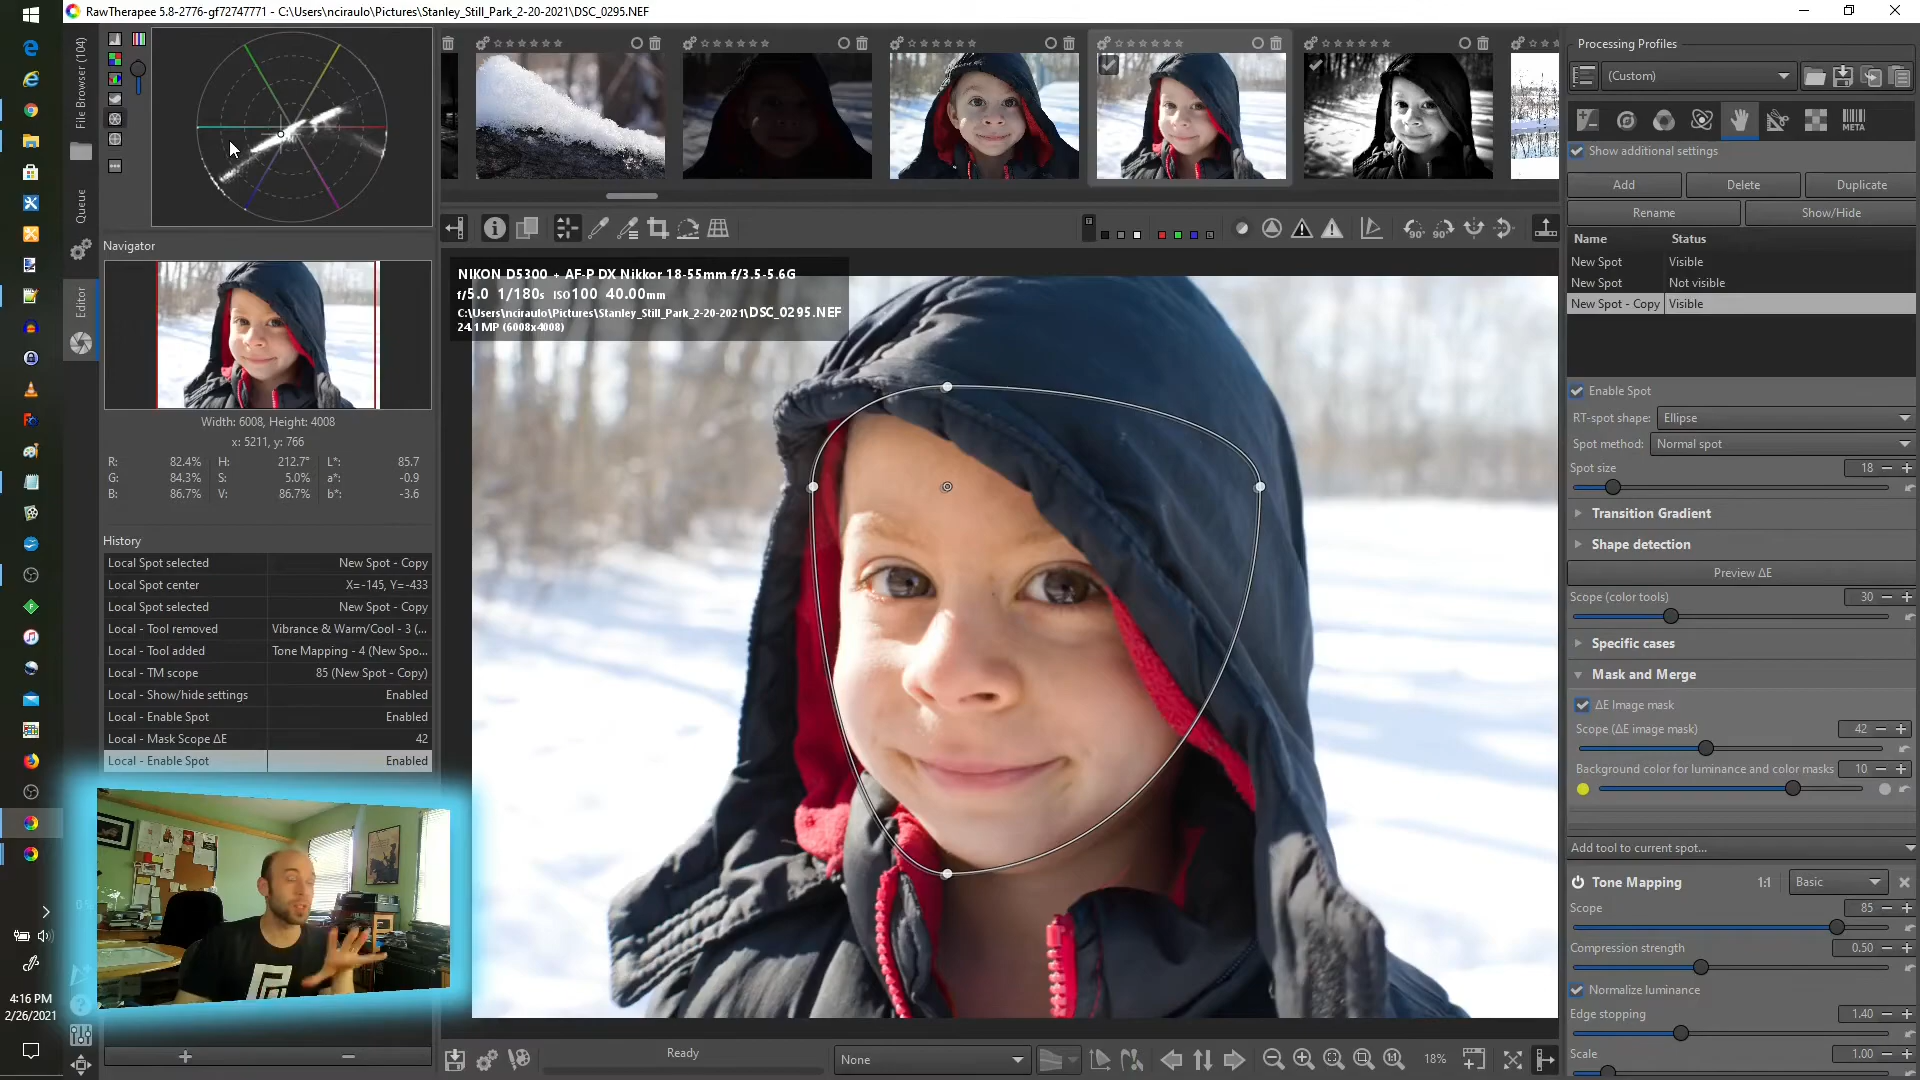 RawTherapee 5.8-2776-gf72747771 - C:\Users\nciraulo\Pictures\Stanley_Still_Park_2-20-2021\DSC_0295.NEF
File Browser (104)
Queue
Editor
Navigator
Width: 6008, Height: 4008
x: 5211, y: 766
R: 82.4% H: 212.7° L*: 85.7
G: 84.3% S: 5.0% a*: -0.9
B: 86.7% V: 86.7% b*: -3.6
History
Local Spot selected New Spot - Copy
Local Spot center X=-145, Y=-433
Local Spot selected New Spot - Copy
Local - Tool removed Vibrance & Warm/Cool - 3 (...
Local - Tool added Tone Mapping - 4 (New Spo...
Local - TM scope 85 (New Spot - Copy)
Local - Show/hide settings Enabled
Local - Enable Spot Enabled
Local - Mask Scope ΔE 42
Local - Enable Spot Enabled
4:16 PM
2/26/2021
NIKON D5300 + AF-P DX Nikkor 18-55mm f/3.5-5.6G
f/5.0 1/180s ISO100 40.00mm
C:\Users\nciraulo\Pictures\Stanley_Still_Park_2-20-2021\DSC_0295.NEF
24.1 MP (6008x4008)
90° 90°
Ready
None
1:1
18%
Processing Profiles
(Custom)
META
Show additional settings
Add Delete Duplicate
Rename Show/Hide
Name Status
New Spot Visible
New Spot Not visible
New Spot - Copy Visible
Enable Spot
RT-spot shape: Ellipse
Spot method: Normal spot
Spot size 18
Transition Gradient
Shape detection
Preview ΔE
Scope (color tools) 30
Specific cases
Mask and Merge
ΔE Image mask
Scope (ΔE image mask) 42
Background color for luminance and color masks 10
Add tool to current spot...
Tone Mapping 1:1 Basic
Scope 85
Compression strength 0.50
Normalize luminance
Edge stopping 1.40
Scale 1.00